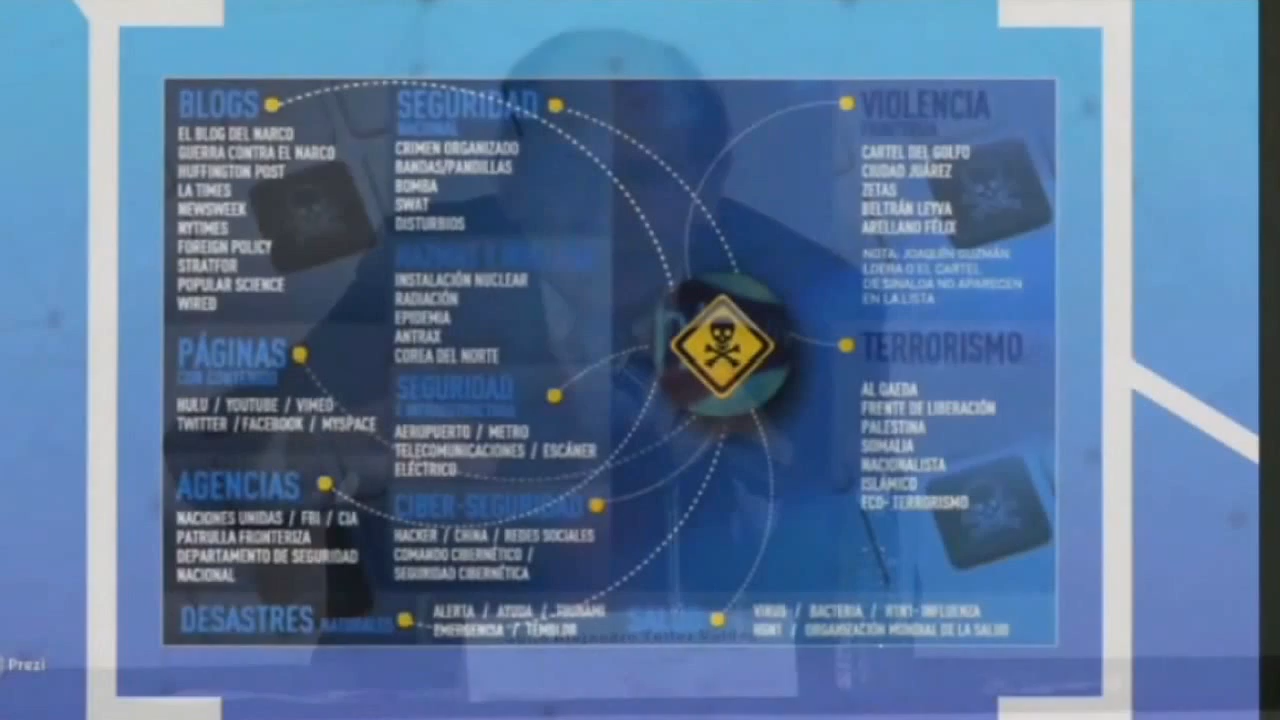 BLOGS
EL BLOG DEL NARCO
GUERRA CONTRA EL NARCO
HUFFINGTON POST
LA TIMES
NEWSWEEK
NYTIMES
FOREIGN POLICY
STRATFOR
POPULAR SCIENCE
WIRED
PÁGINAS
CON CONTENIDO
HULU / YOUTUBE / VIMEO
TWITTER / FACEBOOK / MYSPACE
AGENCIAS
NACIONES UNIDAS / FBI / CIA
PATRULLA FRONTERIZA
DEPARTAMENTO DE SEGURIDAD
NACIONAL
DESASTRES NATURALES
ALERTA / AYUDA / TSUNAMI
EMERGENCIA / TEMBLOR
SEGURIDAD
NACIONAL
CRIMEN ORGANIZADO
BANDAS/PANDILLAS
BOMBA
SWAT
DISTURBIOS
INSTALACIÓN NUCLEAR
RADIACIÓN
EPIDEMIA
ANTRAX
COREA DEL NORTE
SEGURIDAD
E INFRAESTRUCTURA
AEROPUERTO / METRO
TELECOMUNICACIONES / ESCÁNER
ELÉCTRICO
CIBER-SEGURIDAD
HACKER / CHINA / REDES SOCIALES
COMANDO CIBERNÉTICO /
SEGURIDAD CIBERNÉTICA
SALUD
VIRUS / BACTERIA / H1N1- INFLUENZA
H5N1 / ORGANIZACIÓN MUNDIAL DE LA SALUD
VIOLENCIA
FRONTERIZA
CARTEL DEL GOLFO
CIUDAD JUÁREZ
ZETAS
BELTRÁN LEYVA
ARELLANO FÉLIX
NOTA: JOAQUÍN GUZMÁN
LOERA O EL CARTEL
DE SINALOA NO APARECEN
EN LA LISTA
TERRORISMO
AL QAEDA
FRENTE DE LIBERACIÓN
PALESTINA
SOMALIA
NACIONALISTA
ISLÁMICO
ECO- TERRORISMO
Prezi